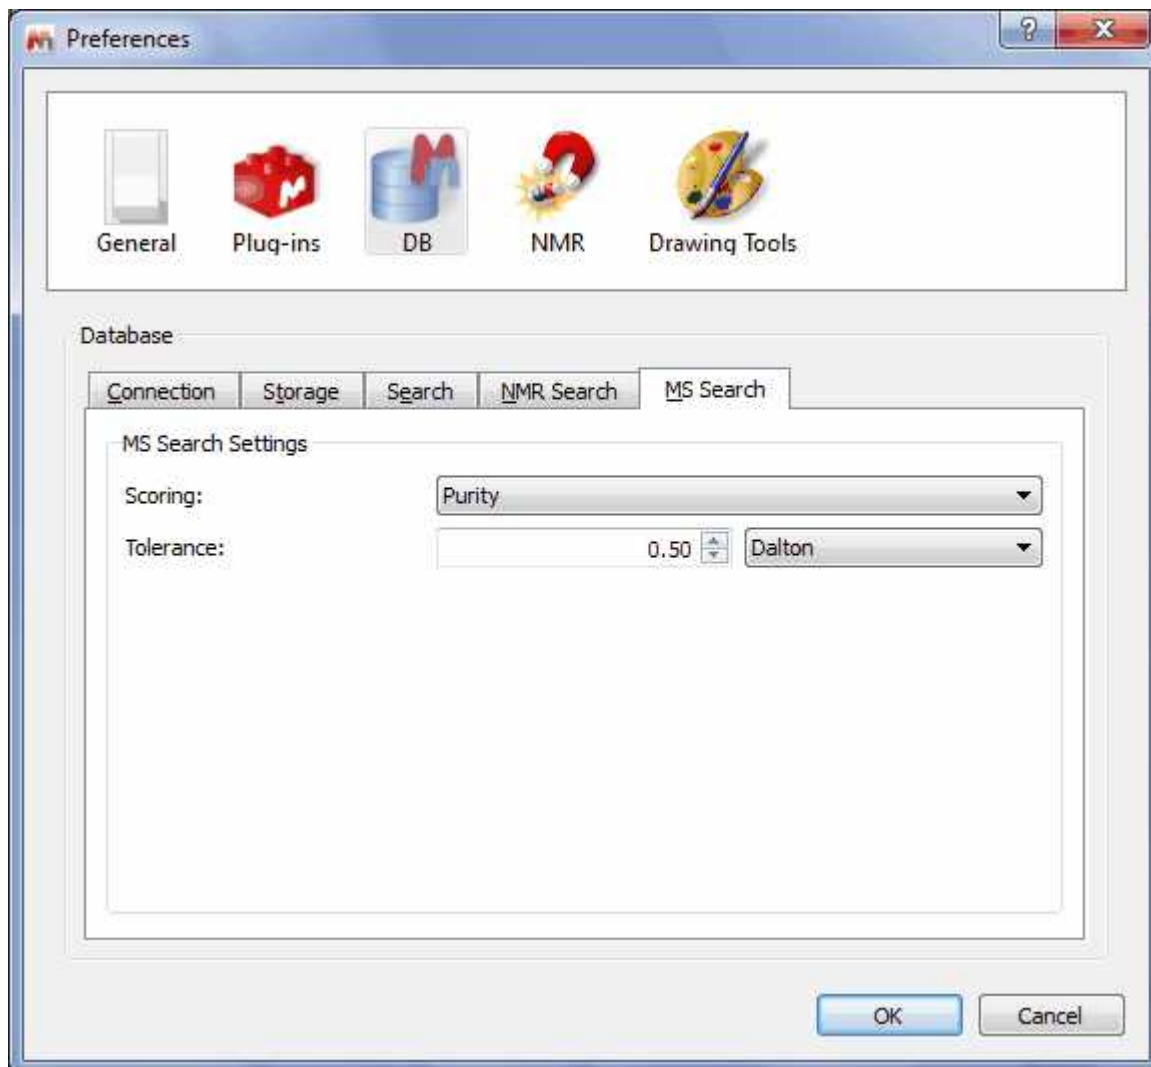 Preferences
General Plug-ins DB NMR Drawing Tools
Database
Connection Storage Search NMR Search MS Search
MS Search Settings
Scoring: Purity
Tolerance: 0.50 Dalton
OK Cancel